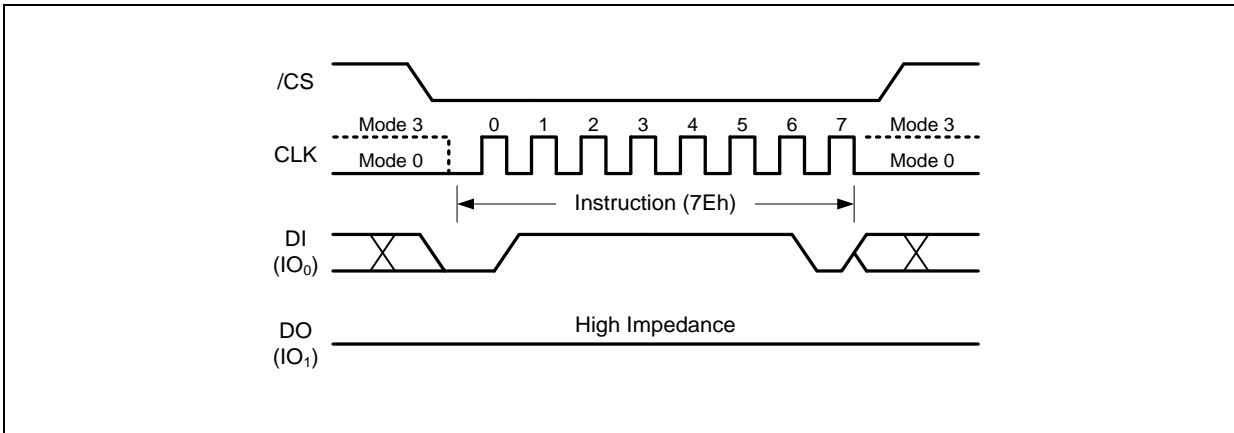 /CS
Mode 3 0 1 2 3 4 5 6 7 Mode 3
CLK
Mode 0 Mode 0
Instruction (7Eh)
DI
(IO₀)
High Impedance
DO
(IO₁)